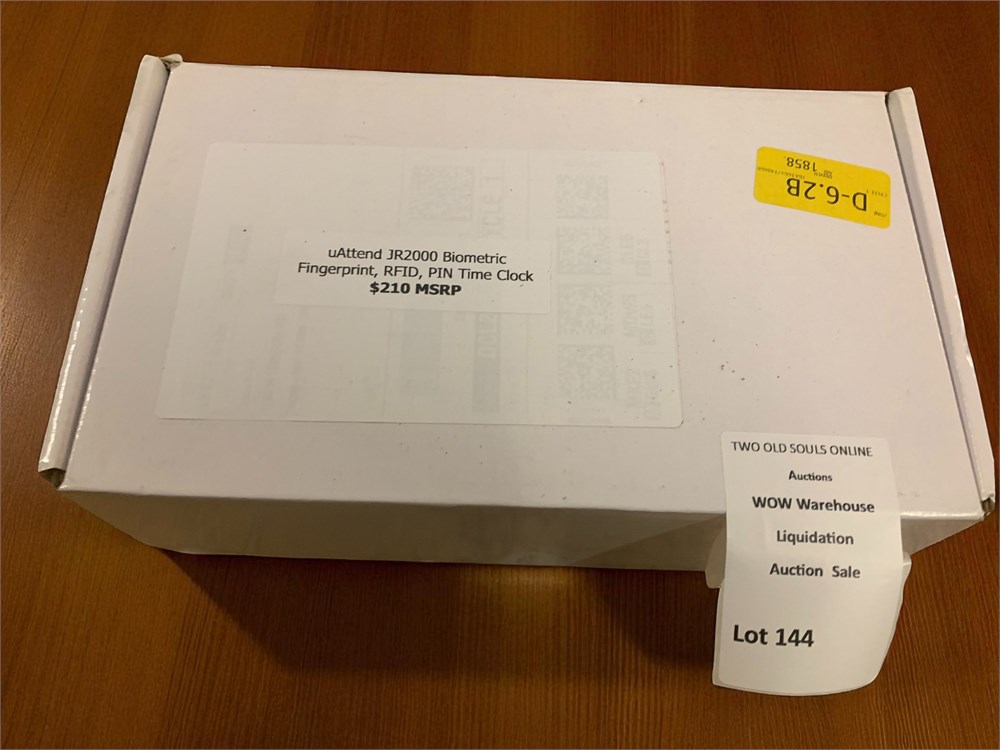 uAttend JR2000 Biometric
Fingerprint, RFID, PIN Time Clock
$210 MSRP
D-6.2B
1858
TWO OLD SOULS ONLINE
Auctions
WOW Warehouse
Liquidation
Auction Sale
Lot 144